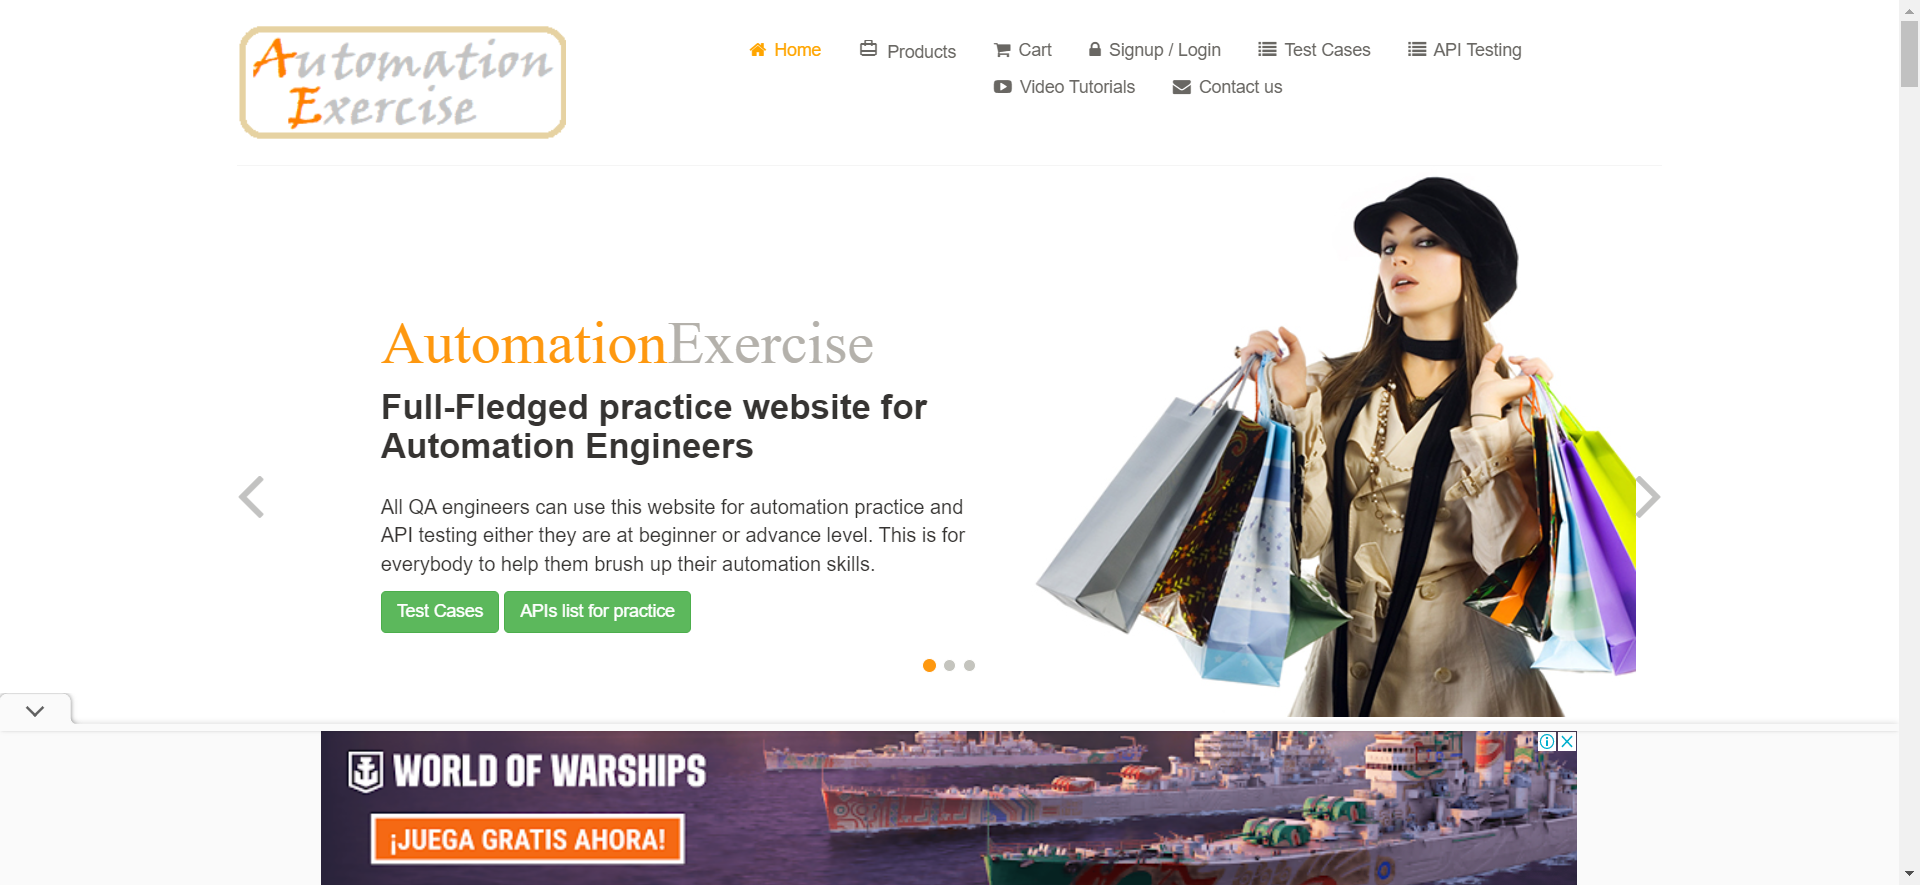 Automation
Exercise
Home
Products
Cart
Signup / Login
Test Cases
API Testing
Video Tutorials
Contact us
AutomationExercise
Full-Fledged practice website for
Automation Engineers
All QA engineers can use this website for automation practice and
API testing either they are at beginner or advance level. This is for
everybody to help them brush up their automation skills.
Test Cases
APIs list for practice
WORLD OF WARSHIPS
¡JUEGA GRATIS AHORA!